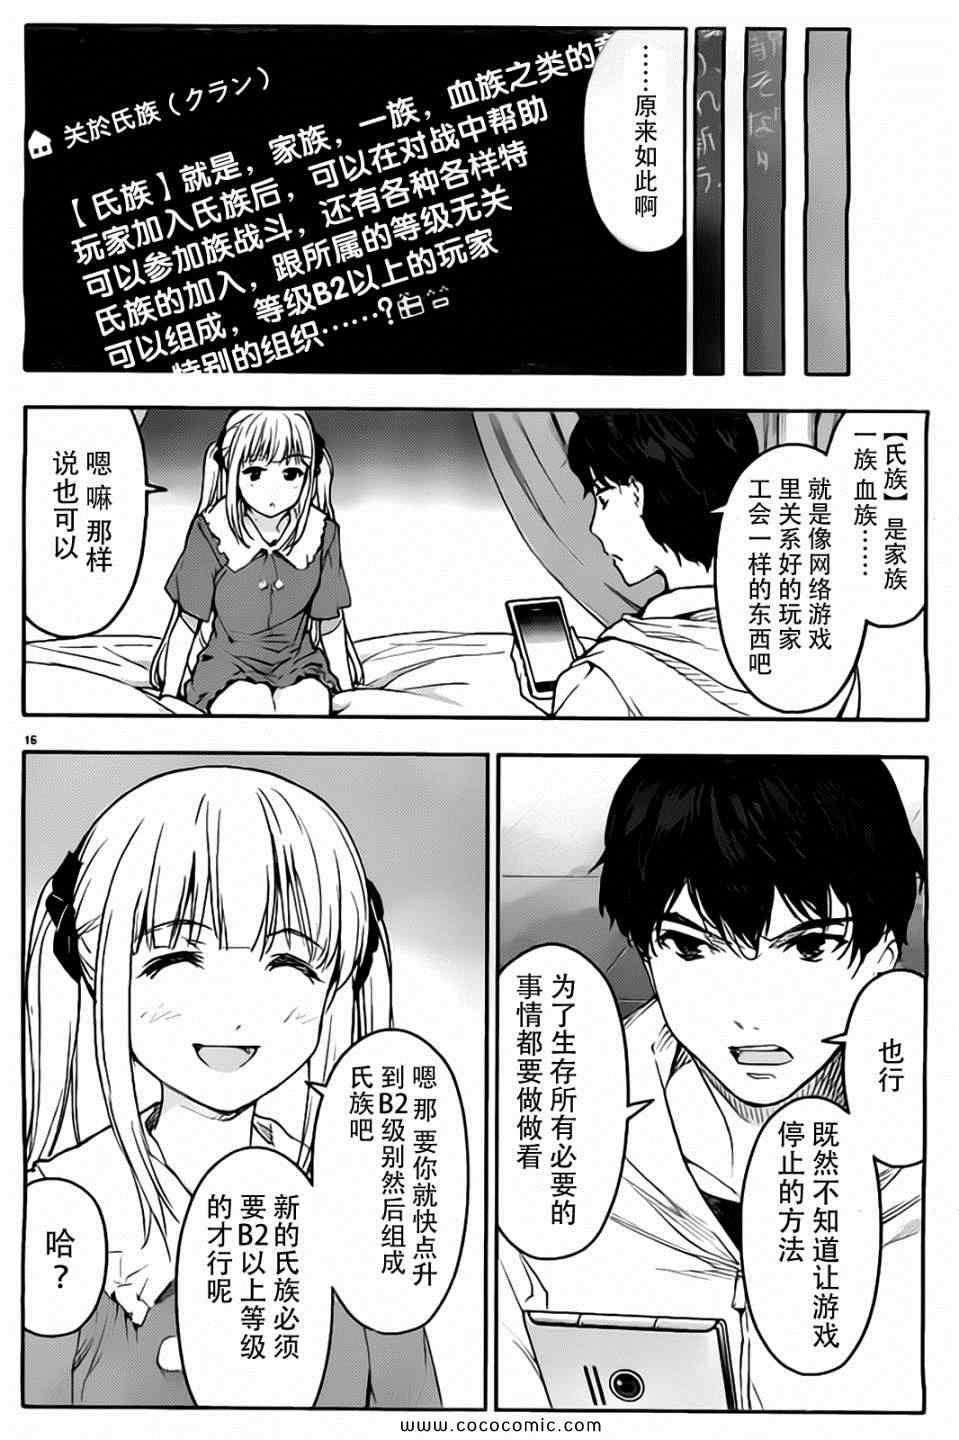 ……原来如此啊
关於氏族（クラン）
【氏族】就是，家族，一族，血族之类的
玩家加入氏族后，可以在对战中帮助
可以参加族战斗，还有各种各样特
氏族的加入，跟所属的等级无关
可以组成，等级B2以上的玩家
特别的组织……？
【氏族】是家族
一族 血族……
就是像网络游戏
里关系好的玩家
工会一样的东西吧
嗯 嘛 那样
说也可以
16
也行
既然不知道让游戏
停止的方法
为了生存所有必要的
事情都要做做看
嗯 那 要你就快点升
到B2级别然后组成
氏族吧
新的氏族必须
要B2以上等级
的才行呢
哈？
www.cococomic.com